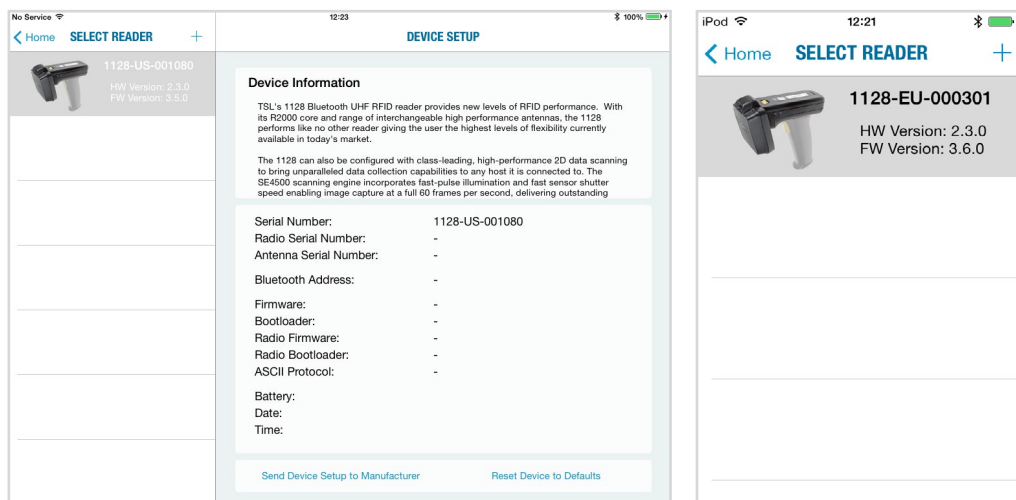 No Service 12:23 100%
Home SELECT READER + DEVICE SETUP
1128-US-001080
HW Version: 2.3.0
FW Version: 3.5.0
Device Information
TSL's 1128 Bluetooth UHF RFID reader provides new levels of RFID performance. With
its R2000 core and range of interchangeable high performance antennas, the 1128
performs like no other reader giving the user the highest levels of flexibility currently
available in today's market.
The 1128 can also be configured with class-leading, high-performance 2D data scanning
to bring unparalleled data collection capabilities to any host it is connected to. The
SE4500 scanning engine incorporates fast-pulse illumination and fast sensor shutter
speed enabling image capture at a full 60 frames per second, delivering outstanding
Serial Number: 1128-US-001080
Radio Serial Number: -
Antenna Serial Number: -
Bluetooth Address: -
Firmware: -
Bootloader: -
Radio Firmware: -
Radio Bootloader: -
ASCII Protocol: -
Battery:
Date:
Time:
Send Device Setup to Manufacturer Reset Device to Defaults
iPod 12:21
Home SELECT READER +
1128-EU-000301
HW Version: 2.3.0
FW Version: 3.6.0